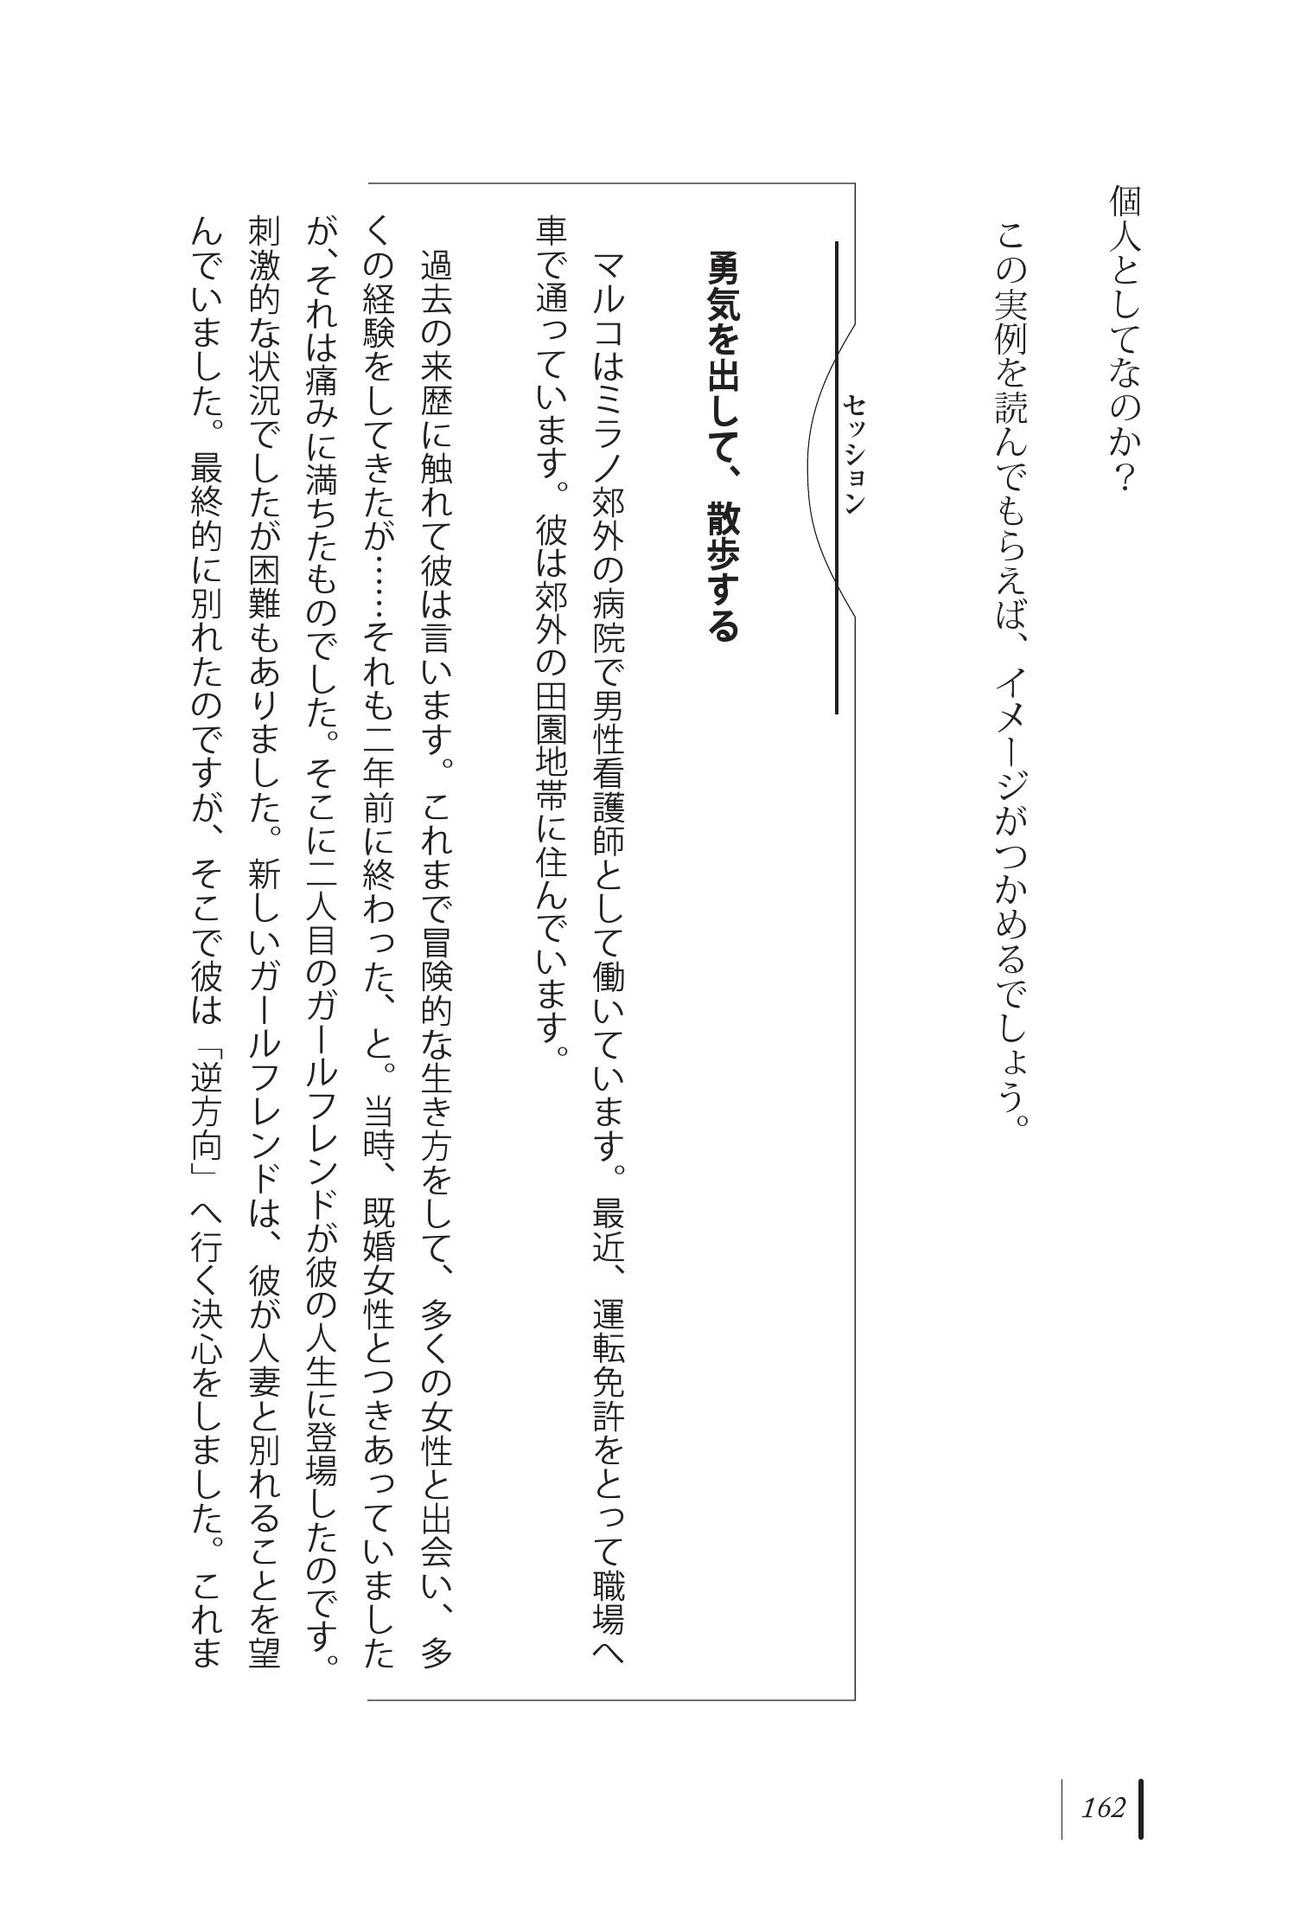 個人としてなのか？
この実例を読んでもらえば、イメージがつかめるでしょう。
セッション
勇気を出して、散歩する
マルコはミラノ郊外の病院で男性看護師として働いています。最近、運転免許をとって職場へ
車で通っています。彼は郊外の田園地帯に住んでいます。
過去の来歴に触れて彼は言います。これまで冒険的な生き方をして、多くの女性と出会い、多
くの経験をしてきたが……それも二年前に終わった、と。当時、既婚女性とつきあっていました
が、それは痛みに満ちたものでした。そこに二人目のガールフレンドが彼の人生に登場したのです。
刺激的な状況でしたが困難もありました。新しいガールフレンドは、彼が人妻と別れることを望
んでいました。最終的に別れたのですが、そこで彼は「逆方向」へ行く決心をしました。これま
162